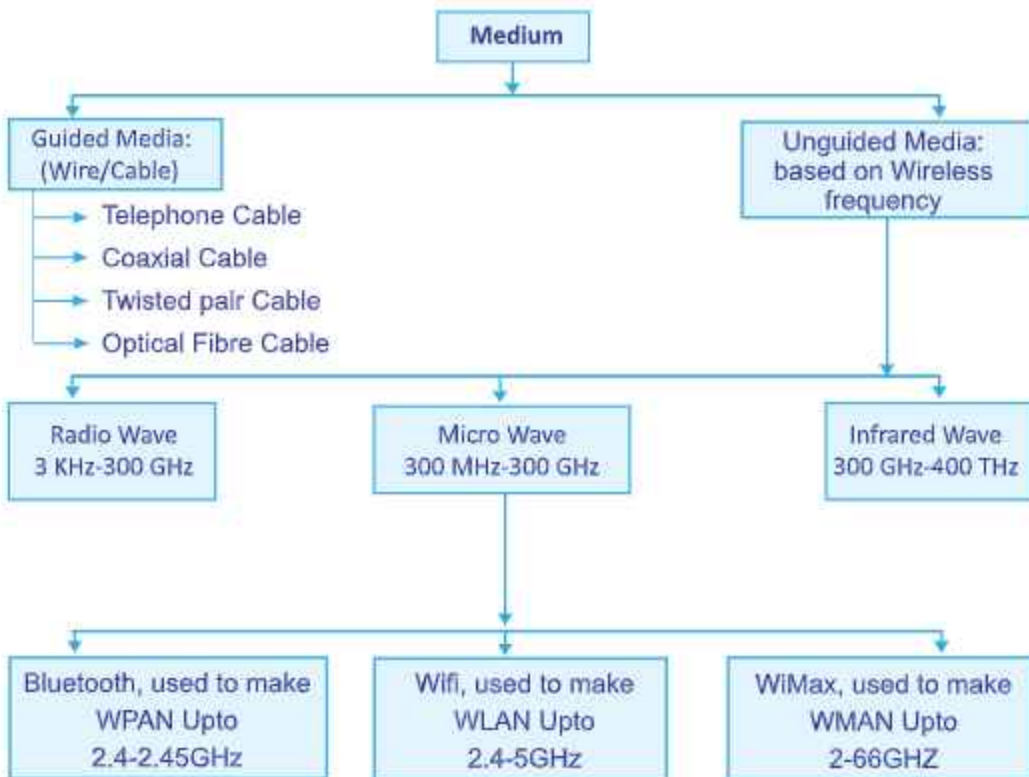 Medium
Guided Media:
(Wire/Cable)
Telephone Cable
Coaxial Cable
Twisted pair Cable
Optical Fibre Cable
Unguided Media:
based on Wireless
frequency
Radio Wave
3 KHz-300 GHz
Micro Wave
300 MHz-300 GHz
Infrared Wave
300 GHz-400 THz
Bluetooth, used to make
WPAN Upto
2.4-2.45GHz
Wifi, used to make
WLAN Upto
2.4-5GHz
WiMax, used to make
WMAN Upto
2-66GHZ